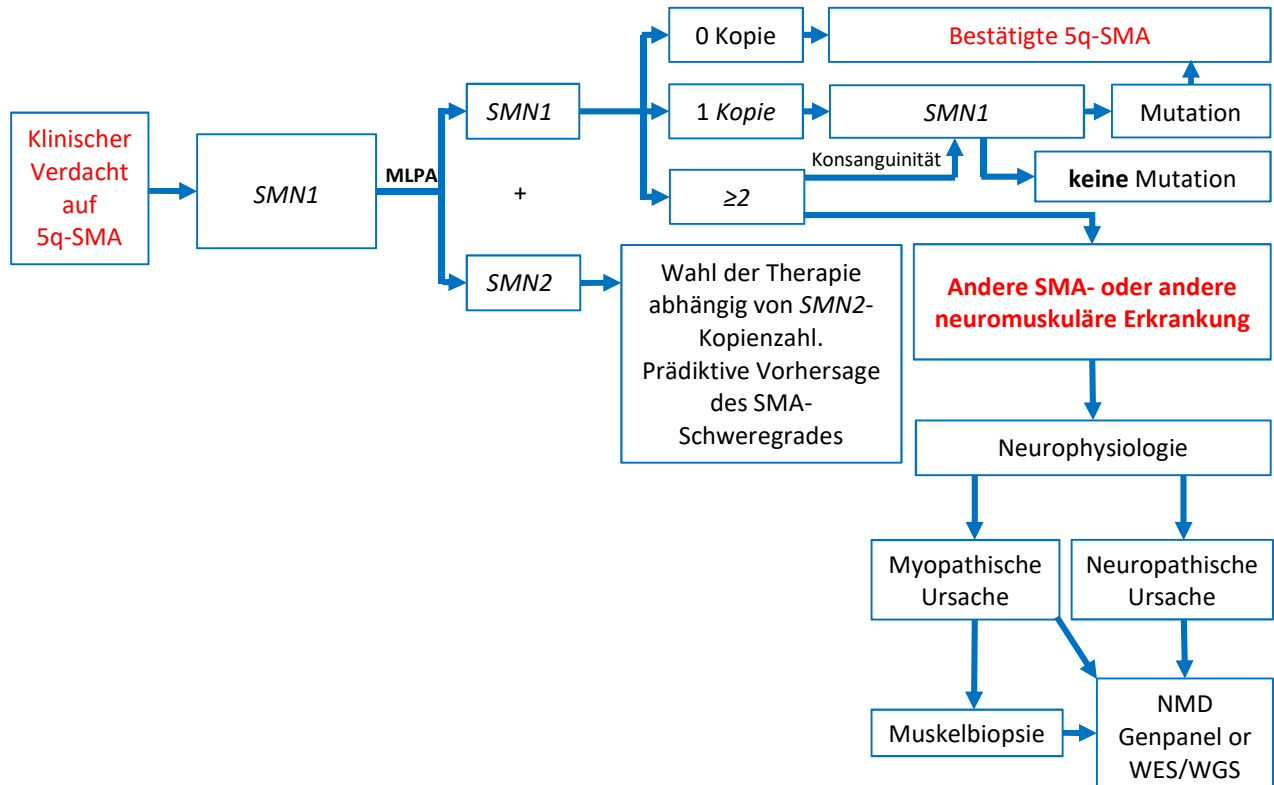 Klinischer
Verdacht
auf
5q-SMA
SMN1
MLPA
SMN1
+
SMN2
0 Kopie
Bestätigte 5q-SMA
1 Kopie
SMN1
Mutation
Konsanguinität
keine Mutation
≥2
Wahl der Therapie
abhängig von SMN2-
Kopienzahl.
Prädiktive Vorhersage
des SMA-
Schweregrades
Andere SMA- oder andere
neuromuskuläre Erkrankung
Neurophysiologie
Myopathische
Ursache
Neuropathische
Ursache
Muskelbiopsie
NMD
Genpanel or
WES/WGS